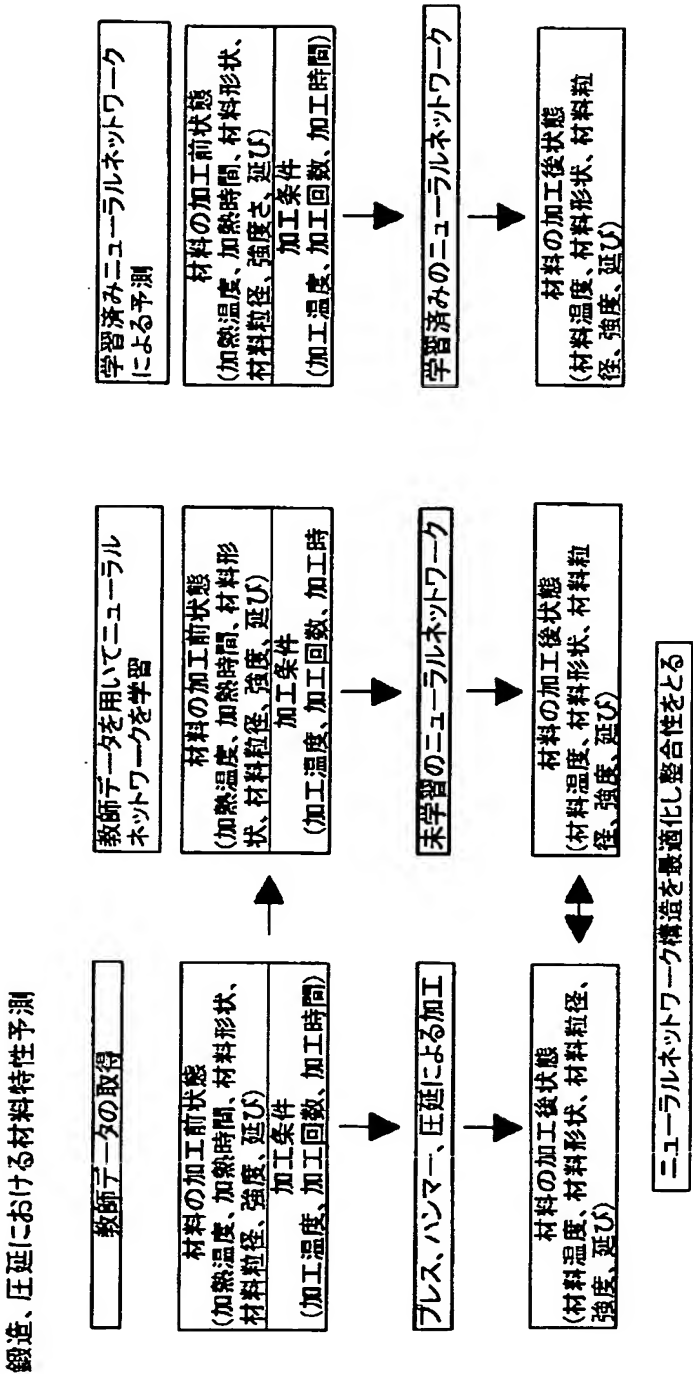 鍛造、圧延における材料特性予測
教師データの取得
材料の加工前状態
(加熱温度、加熱時間、材料形状、
材料粒径、強度、延び)
加工条件
(加工温度、加工回数、加工時間)
プレス、ハンマー、圧延による加工
材料の加工後状態
(材料温度、材料形状、材料粒径、
強度、延び)
教師データを用いてニューラル
ネットワークを学習
材料の加工前状態
(加熱温度、加熱時間、材料形
状、材料粒径、強度、延び)
加工条件
(加工温度、加工回数、加工時
未学習のニューラルネットワーク
材料の加工後状態
(材料温度、材料形状、材料粒
径、強度、延び)
ニューラルネットワーク構造を最適化し整合性をとる
学習済みニューラルネットワーク
による予測
材料の加工前状態
(加熱温度、加熱時間、材料形状、
材料粒径、強度さ、延び)
加工条件
(加工温度、加工回数、加工時間)
学習済みのニューラルネットワーク
材料の加工後状態
(材料温度、材料形状、材料粒
径、強度、延び)